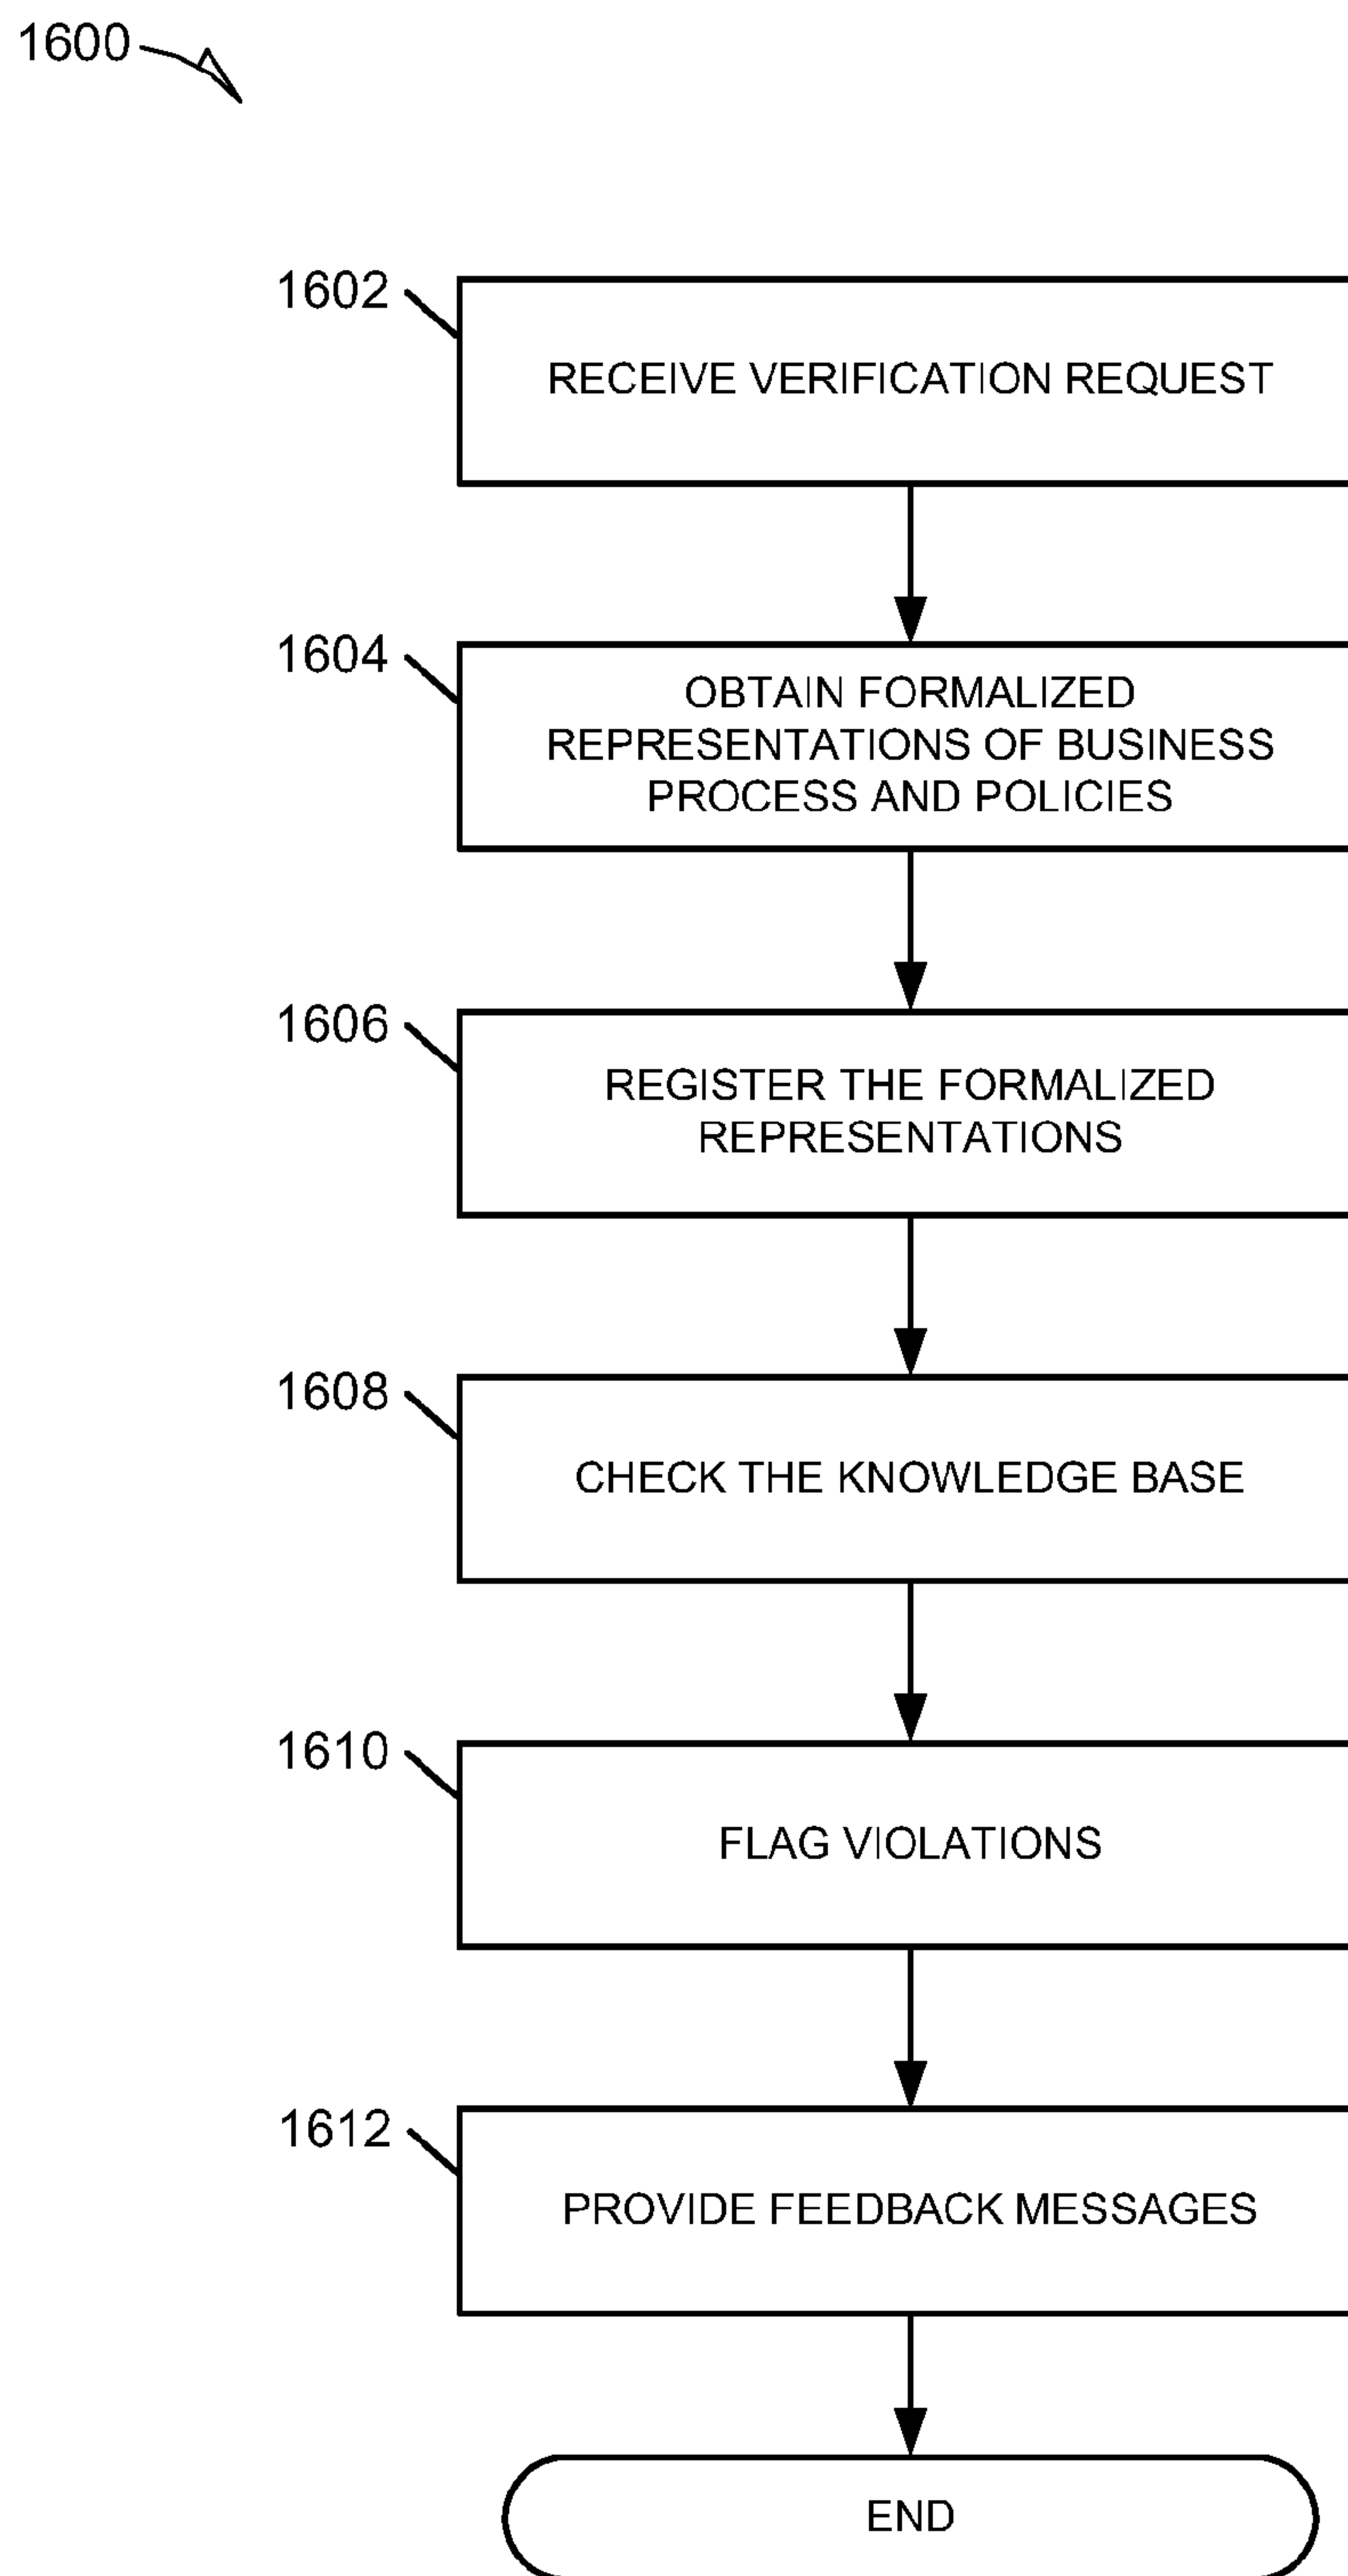 1600
1602
RECEIVE VERIFICATION REQUEST
1604
OBTAIN FORMALIZED
REPRESENTATIONS OF BUSINESS
PROCESS AND POLICIES
1606
REGISTER THE FORMALIZED
REPRESENTATIONS
1608
CHECK THE KNOWLEDGE BASE
1610
FLAG VIOLATIONS
1612
PROVIDE FEEDBACK MESSAGES
END